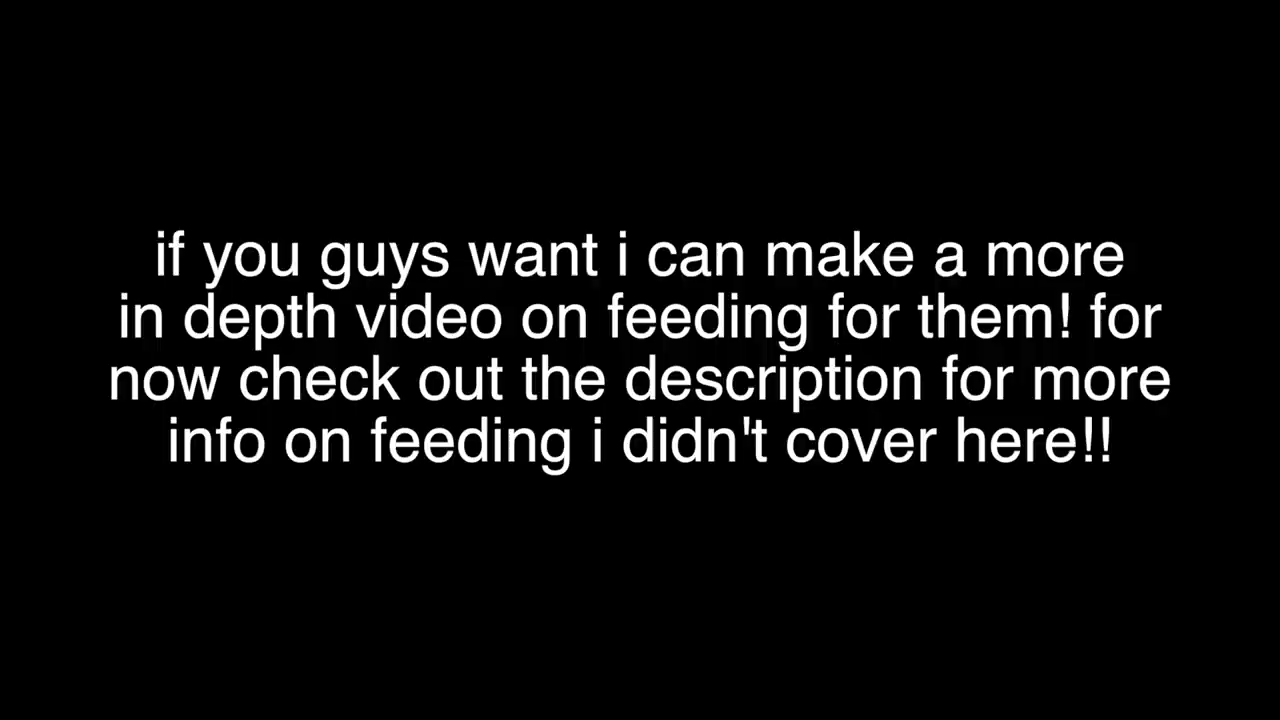 if you guys want i can make a more
in depth video on feeding for them! for
now check out the description for more
info on feeding i didn't cover here!!